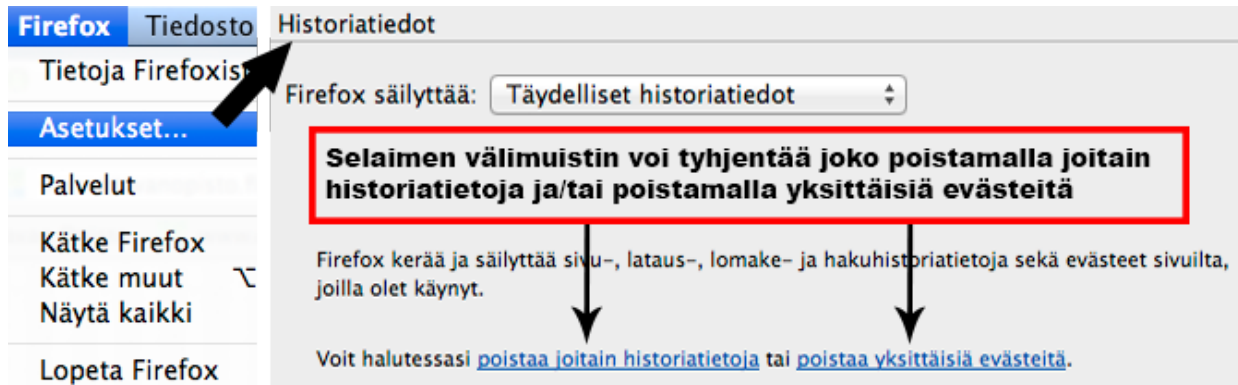 Firefox Tiedosto
Tietoja Firefoxist
Asetukset...
Palvelut
Kätke Firefox
Kätke muut ⌥
Näytä kaikki
Lopeta Firefox
Historiatiedot
Firefox säilyttää: Täydelliset historiatiedot
Selaimen välimuistin voi tyhjentää joko poistamalla joitain
historiatietoja ja/tai poistamalla yksittäisiä evästeitä
Firefox kerää ja säilyttää sivu-, lataus-, lomake- ja hakuhistoriatietoja sekä evästeet sivuilta,
joilla olet käynyt.
Voit halutessasi poistaa joitain historiatietoja tai poistaa yksittäisiä evästeitä.